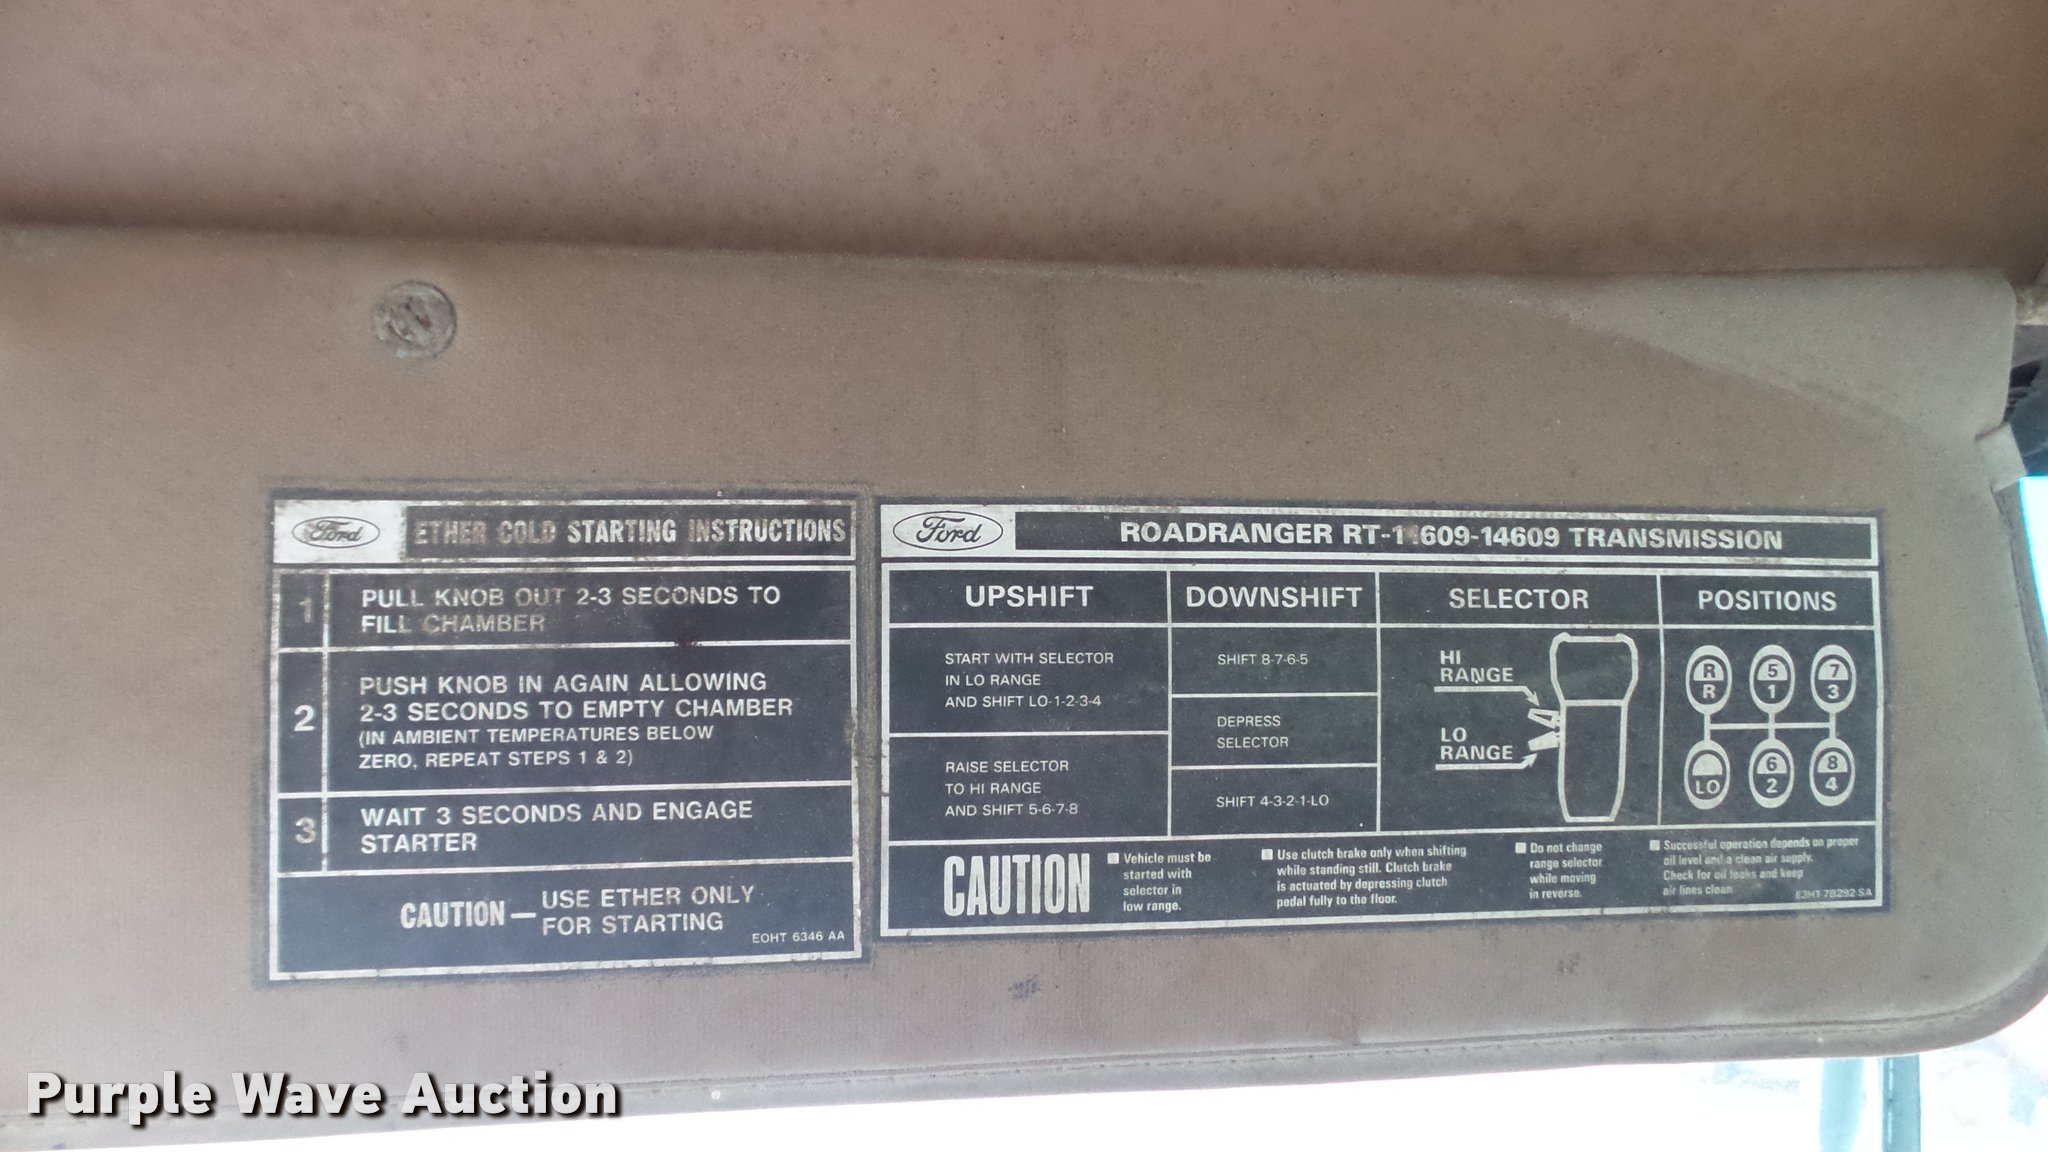 Ford
ETHER COLD STARTING INSTRUCTIONS
1
PULL KNOB OUT 2-3 SECONDS TO
FILL CHAMBER
2
PUSH KNOB IN AGAIN ALLOWING
2-3 SECONDS TO EMPTY CHAMBER
(IN AMBIENT TEMPERATURES BELOW
ZERO, REPEAT STEPS 1 & 2)
3
WAIT 3 SECONDS AND ENGAGE
STARTER
CAUTION — USE ETHER ONLY
FOR STARTING
EOHT 6346 AA
Ford
ROADRANGER RT-11609-14609 TRANSMISSION
UPSHIFT
START WITH SELECTOR
IN LO RANGE
AND SHIFT LO-1-2-3-4
RAISE SELECTOR
TO HI RANGE
AND SHIFT 5-6-7-8
DOWNSHIFT
SHIFT 8-7-6-5
DEPRESS
SELECTOR
SHIFT 4-3-2-1-LO
SELECTOR
HI
RANGE
LO
RANGE
POSITIONS
R 5 7
R 1 3
6 8
LO 2 4
CAUTION
Vehicle must be
started with
selector in
low range.
Use clutch brake only when shifting
while standing still. Clutch brake
is actuated by depressing clutch
pedal fully to the floor.
Do not change
range selector
while moving
in reverse.
Successful operation depends on proper
oil level and a clean air supply.
Check for oil leaks and keep
air lines clean
E3HT-7B292 SA
Purple Wave Auction